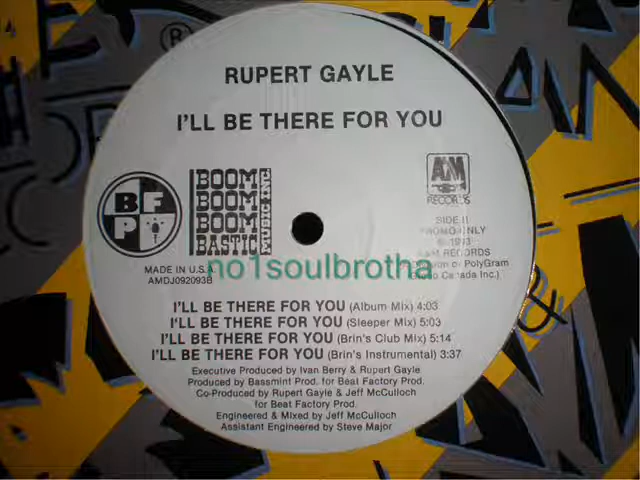 RUPERT GAYLE
I'LL BE THERE FOR YOU
BFP
BOOM
BOOM
BOOM
BASTIC
MUSIC INC
A&M
RECORDS
SIDE II
PROMO ONLY
1993
A&M RECORDS
of PolyGram
Canada Inc.)
no1soulbrotha
MADE IN U.S.A
AMDJ092093B
I'LL BE THERE FOR YOU (Album Mix) 4:03
I'LL BE THERE FOR YOU (Sleeper Mix) 5:03
I'LL BE THERE FOR YOU (Brin's Club Mix) 5:14
I'LL BE THERE FOR YOU (Brin's Instrumental) 3:37
Executive Produced by Ivan Berry & Rupert Gayle
Produced by Bassmint Prod. for Beat Factory Prod.
Co-Produced by Rupert Gayle & Jeff McCulloch
for Beat Factory Prod.
Engineered & Mixed by Jeff McCulloch
Assistant Engineered by Steve Major